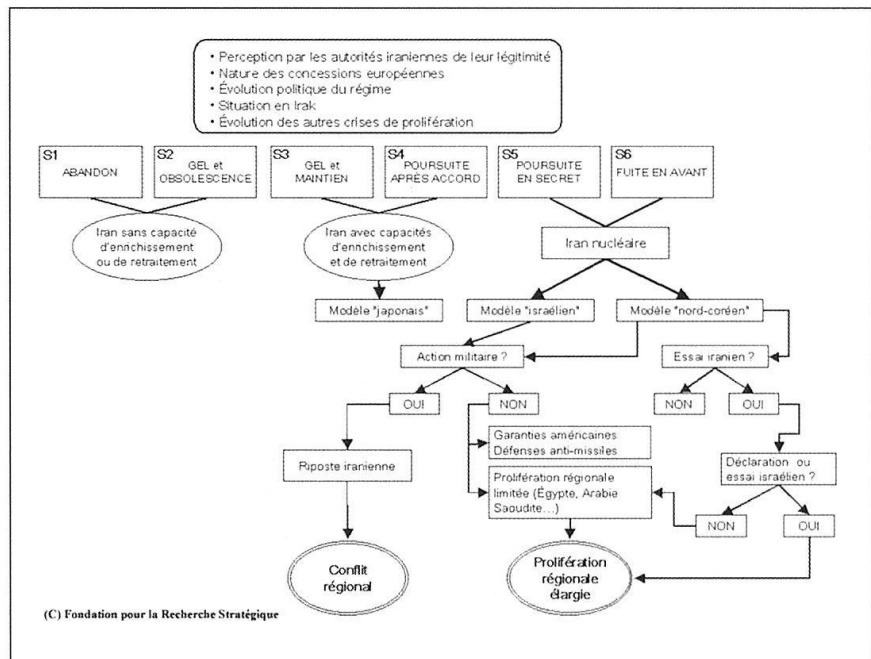 • Perception par les autorités iraniennes de leur légitimité
• Nature des concessions européennes
• Évolution politique du régime
• Situation en Irak
• Évolution des autres crises de prolifération
S1
ABANDON
S2
GEL et
OBSOLESCENCE
S3
GEL et
MAINTIEN
S4
POURSUITE
APRÈS ACCORD
S5
POURSUITE
EN SECRET
S6
FUITE EN AVANT
Iran sans capacité
d'enrichissement
ou de retraitement
Iran avec capacités
d'enrichissement
et de retraitement
Iran nucléaire
Modèle "japonais"
Modèle "israélien"
Modèle "nord-coréen"
Action militaire ?
Essai iranien ?
OUI
NON
NON
OUI
Garanties américaines
Défenses anti-missiles
Riposte iranienne
Prolifération régionale
limitée (Égypte, Arabie
Saoudite...)
Déclaration ou
essai israélien ?
NON
OUI
Conflit
régional
Prolifération
régionale
élargie
(C) Fondation pour la Recherche Stratégique